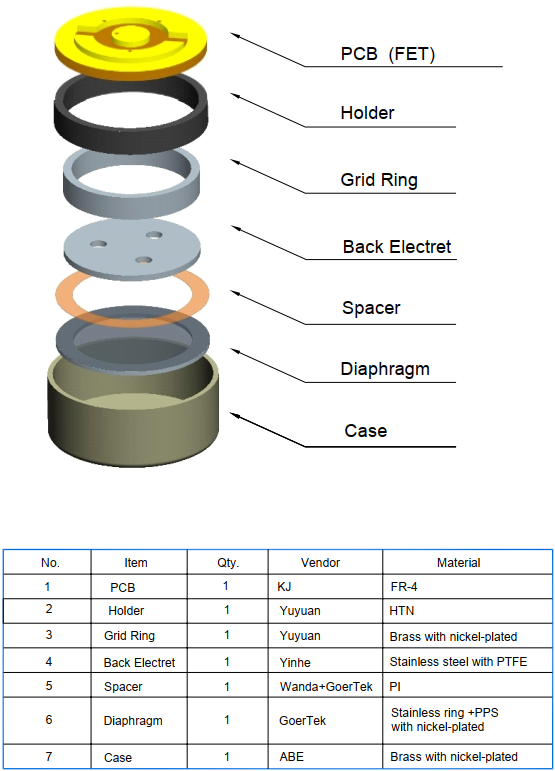 PCB (FET)
Holder
Grid Ring
Back Electret
Spacer
Diaphragm
Case
No. Item Qty. Vendor Material
1 PCB 1 KJ FR-4
2 Holder 1 Yuyuan HTN
3 Grid Ring 1 Yuyuan Brass with nickel-plated
4 Back Electret 1 Yinhe Stainless steel with PTFE
5 Spacer 1 Wanda+GoerTek PI
6 Diaphragm 1 GoerTek Stainless ring +PPS
with nickel-plated
7 Case 1 ABE Brass with nickel-plated